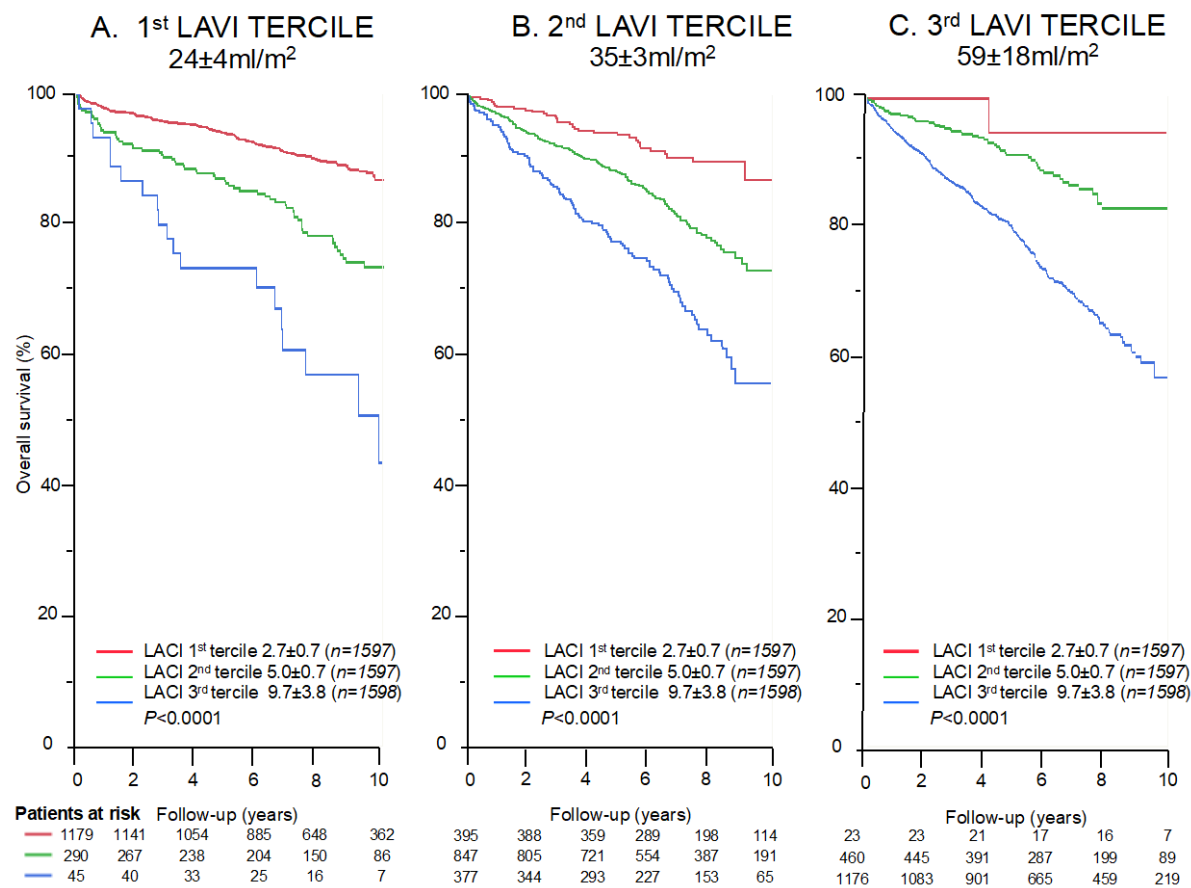 A. 1st LAVI TERCILE
24±4ml/m²
B. 2nd LAVI TERCILE
35±3ml/m²
C. 3rd LAVI TERCILE
59±18ml/m²
Overall survival (%)
100
80
60
40
20
0
LACI 1st tercile 2.7±0.7 (n=1597)
LACI 2nd tercile 5.0±0.7 (n=1597)
LACI 3rd tercile 9.7±3.8 (n=1598)
P<0.0001
0 2 4 6 8 10
Follow-up (years)
100
80
60
40
20
0
LACI 1st tercile 2.7±0.7 (n=1597)
LACI 2nd tercile 5.0±0.7 (n=1597)
LACI 3rd tercile 9.7±3.8 (n=1598)
P<0.0001
0 2 4 6 8 10
Follow-up (years)
100
80
60
40
20
0
LACI 1st tercile 2.7±0.7 (n=1597)
LACI 2nd tercile 5.0±0.7 (n=1597)
LACI 3rd tercile 9.7±3.8 (n=1598)
P<0.0001
0 2 4 6 8 10
Follow-up (years)
Patients at risk
1179 1141 1054 885 648 362
290 267 238 204 150 86
45 40 33 25 16 7
395 388 359 289 198 114
847 805 721 554 387 191
377 344 293 227 153 65
23 23 21 17 16 7
460 445 391 287 199 89
1176 1083 901 665 459 219